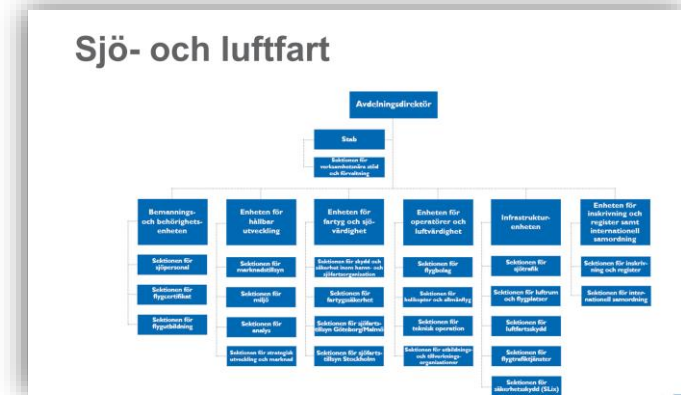 Sjö- och luftfart
Avdelningsdirektör
Stab
Sektionen för
verksamhetsnära stöd
och förvaltning
Bemannings-
och behörighets-
enheten
Sektionen för
sjöpersonal
Sektionen för
flygcertifikat
Sektionen för
flygutbildning
Enheten för
hållbar
utveckling
Sektionen för
marknadstillsyn
Sektionen för
miljö
Sektionen för
analys
Sektionen för strategisk
utveckling och marknad
Enheten för
fartyg och sjö-
värdighet
Sektionen för skydd och
säkerhet inom hamn- och
sjöfartsorganisation
Sektionen för
fartygssäkerhet
Sektionen för sjöfarts-
tillsyn Göteborg/Malmö
Sektionen för sjöfarts-
tillsyn Stockholm
Enheten för
operatörer och
luftvärdighet
Sektionen för
flygbolag
Sektionen för
helikopter och allmänflyg
Sektionen för
teknisk operation
Sektionen för utbildnings-
och tillverknings-
organisationer
Infrastruktur-
enheten
Sektionen för
sjötrafik
Sektionen för luftrum
och flygplatser
Sektionen för
luftfartsskydd
Sektionen för
flygtrafiktjänster
Sektionen för
säkerhetsskydd (SLix)
Enheten för
inskrivning och
register samt
internationell
samordning
Sektionen för inskriv-
ning och register
Sektionen för inter-
nationell samordning